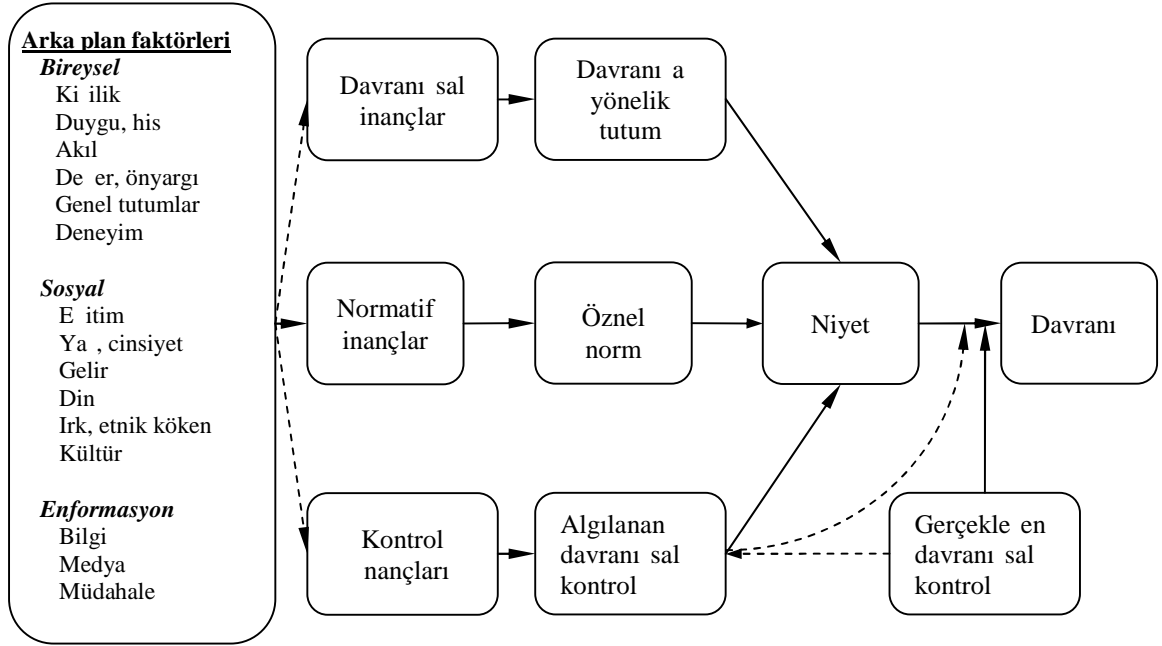 Arka plan faktörleri
Bireysel
Ki ilik
Duygu, his
Akıl
De er, önyargı
Genel tutumlar
Deneyim
Sosyal
E itim
Ya , cinsiyet
Gelir
Din
Irk, etnik köken
Kültür
Enformasyon
Bilgi
Medya
Müdahale
Davranı sal
inançlar
Davranı a
yönelik
tutum
Normatif
inançlar
Öznel
norm
Niyet
Davranı
Kontrol
nançları
Algılanan
davranı sal
kontrol
Gerçekle en
davranı sal
kontrol